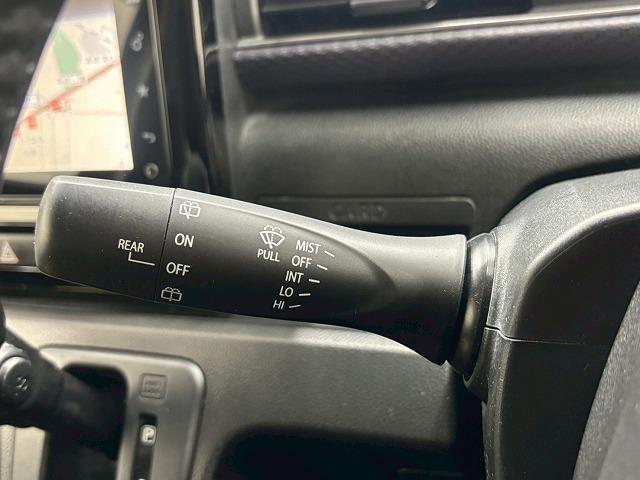 CARD
REAR
ON
OFF
PULL
MIST
OFF
INT
LO
HI
P